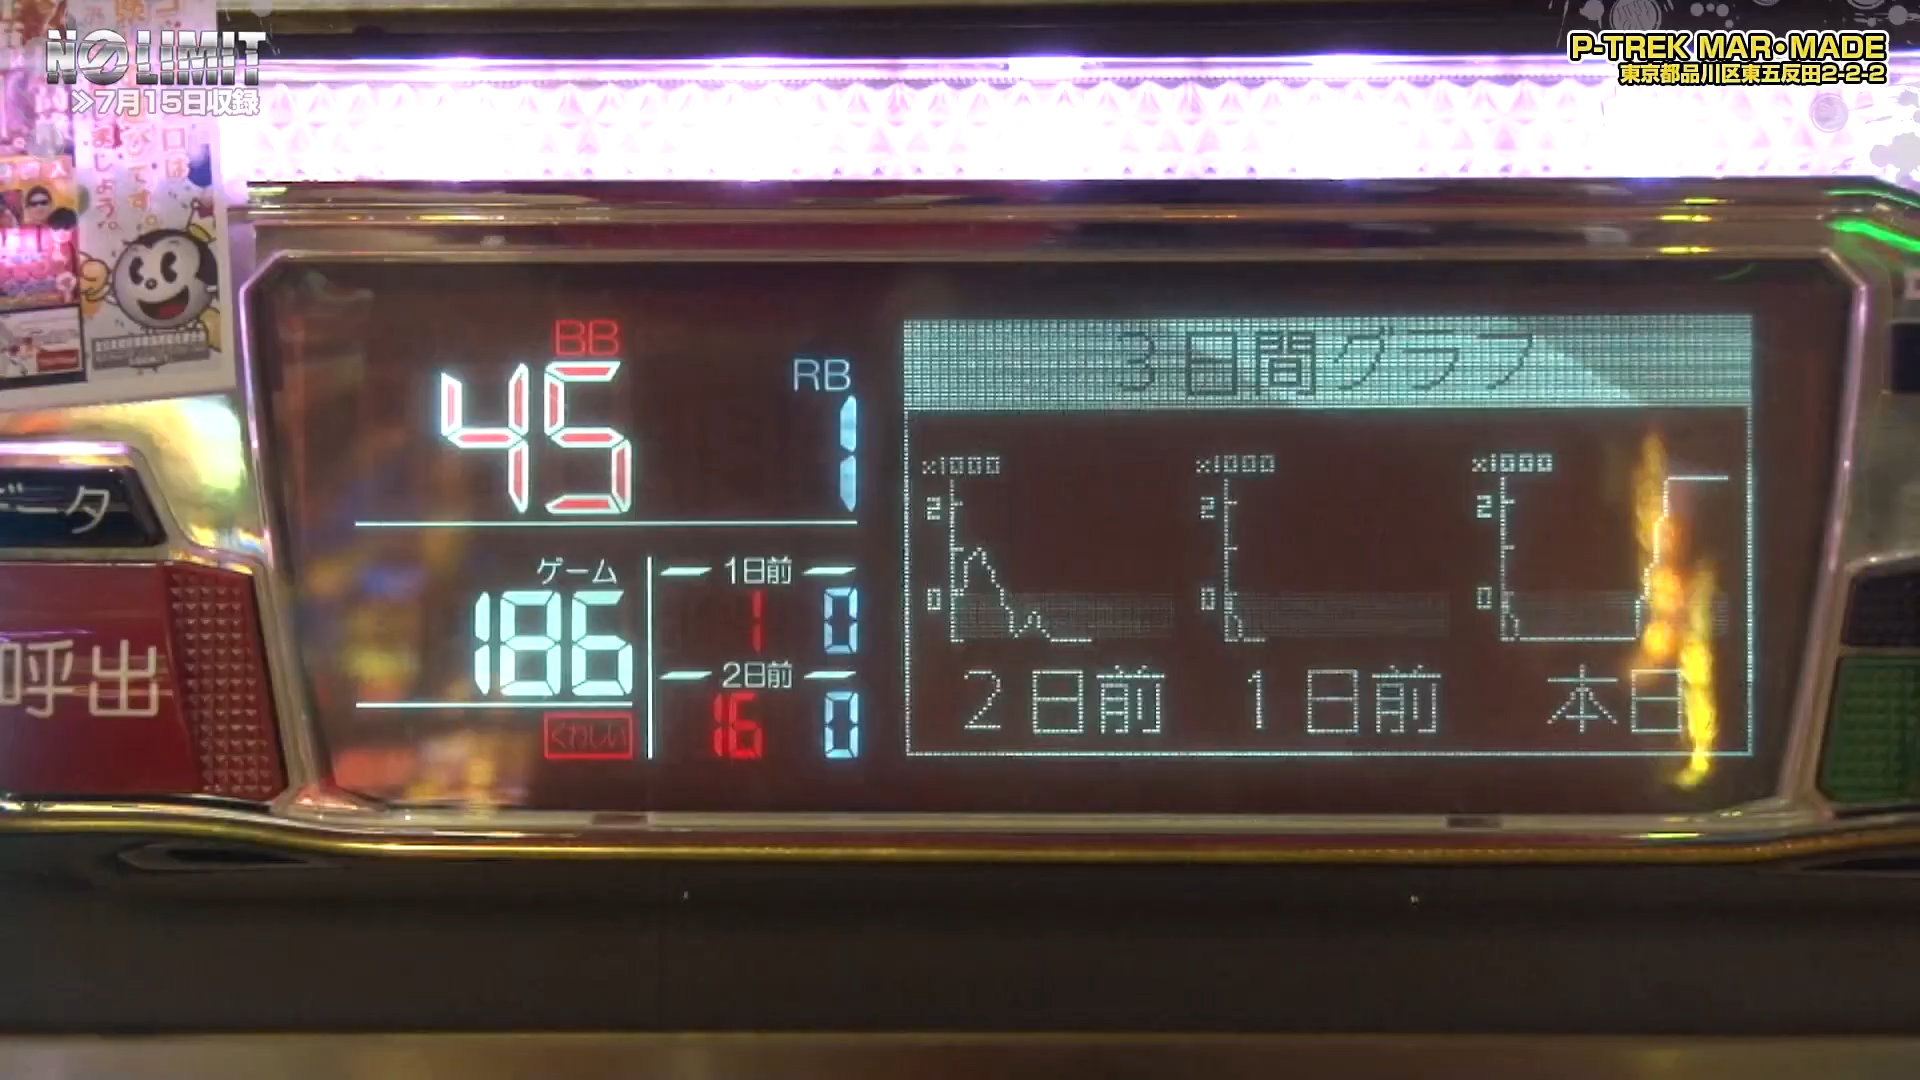 NO LIMIT
≫7月15日収録
P-TREK MAR・MADE
東京都品川区東五反田2-2-2
データ
呼出
BB
45
RB
1
ゲーム
186
くわしい
1日前
1 0
2日前
16 0
3日間グラフ
×1000 ×1000 ×1000
2 2 2
0 0 0
2日前 1日前 本日